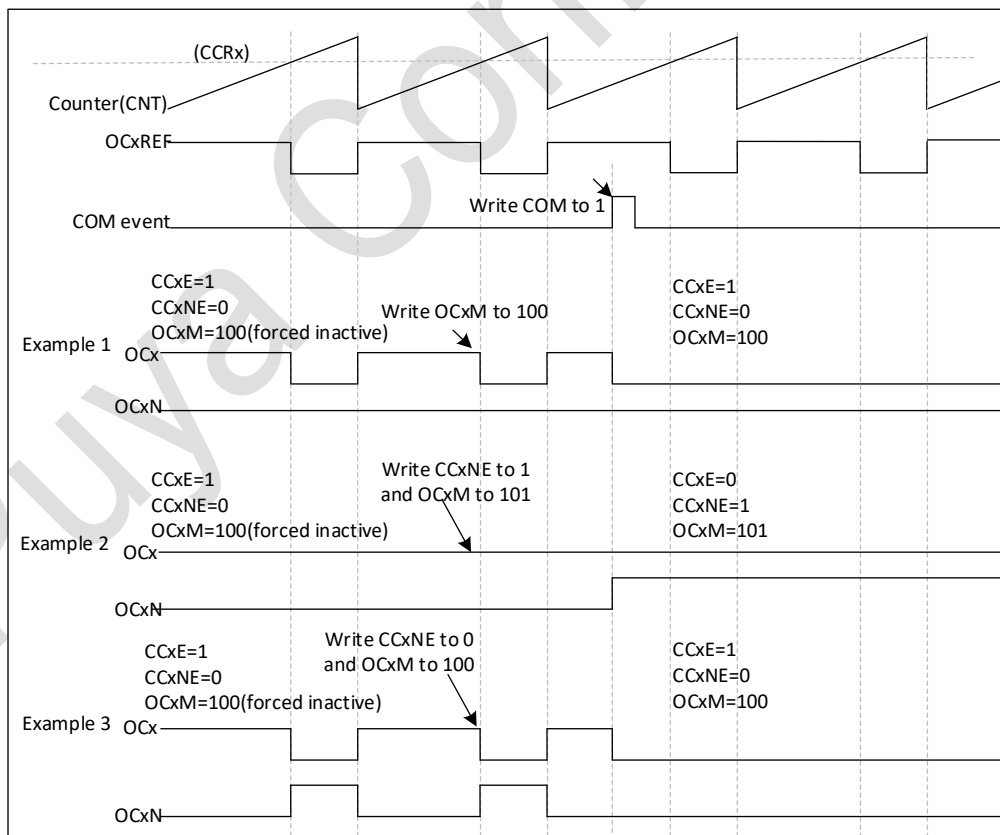 (CCRx)
Counter(CNT)
OCxREF
Write COM to 1
COM event
CCxE=1
CCxNE=0
OCxM=100(forced inactive)
Write OCxM to 100
CCxE=1
CCxNE=0
OCxM=100
Example 1
OCx
OCxN
CCxE=1
CCxNE=0
OCxM=100(forced inactive)
Write CCxNE to 1
and OCxM to 101
CCxE=0
CCxNE=1
OCxM=101
Example 2
OCx
OCxN
CCxE=1
CCxNE=0
OCxM=100(forced inactive)
Write CCxNE to 0
and OCxM to 100
CCxE=1
CCxNE=0
OCxM=100
Example 3
OCx
OCxN